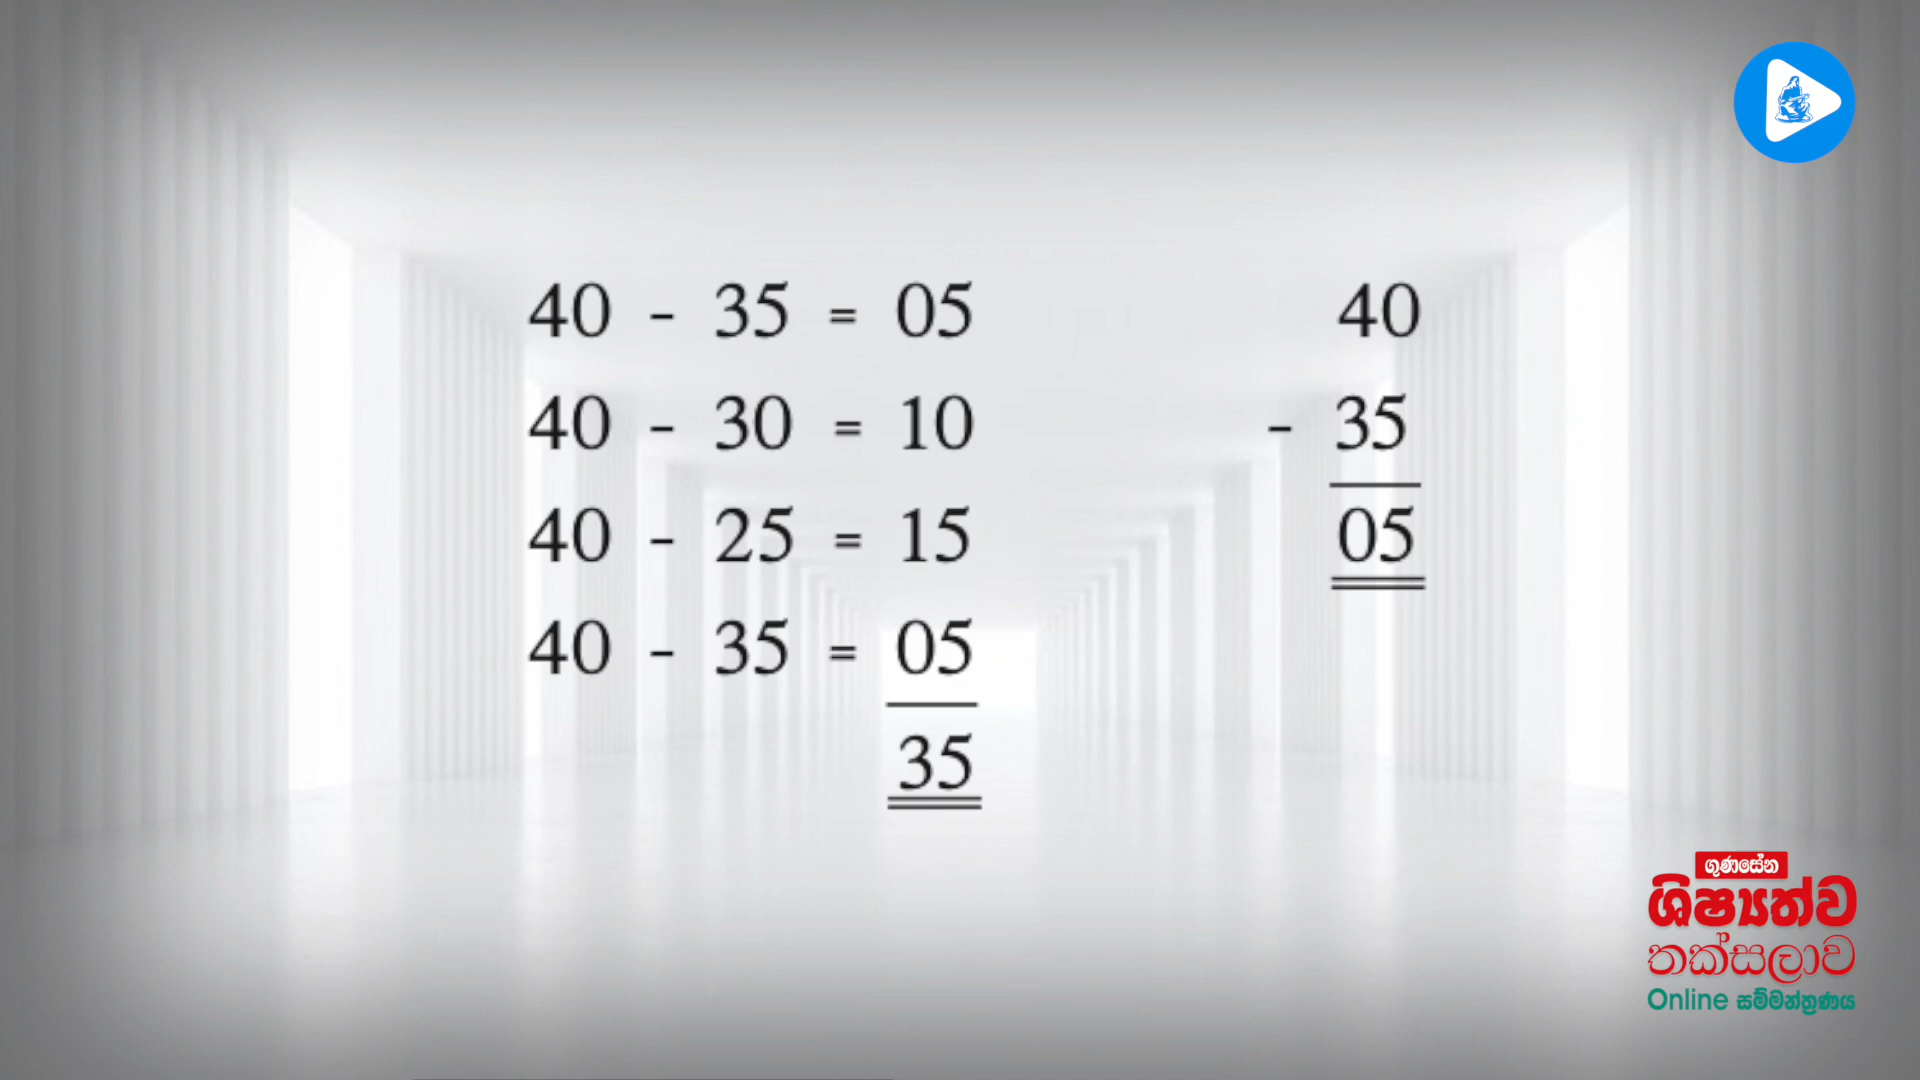 40 - 35 = 05
40 - 30 = 10
40 - 25 = 15
40 - 35 = 05
35
40
- 35
05
ගුණසේන
ශිෂ්‍යත්ව
තක්සලාව
Online සම්මන්ත්‍රණය